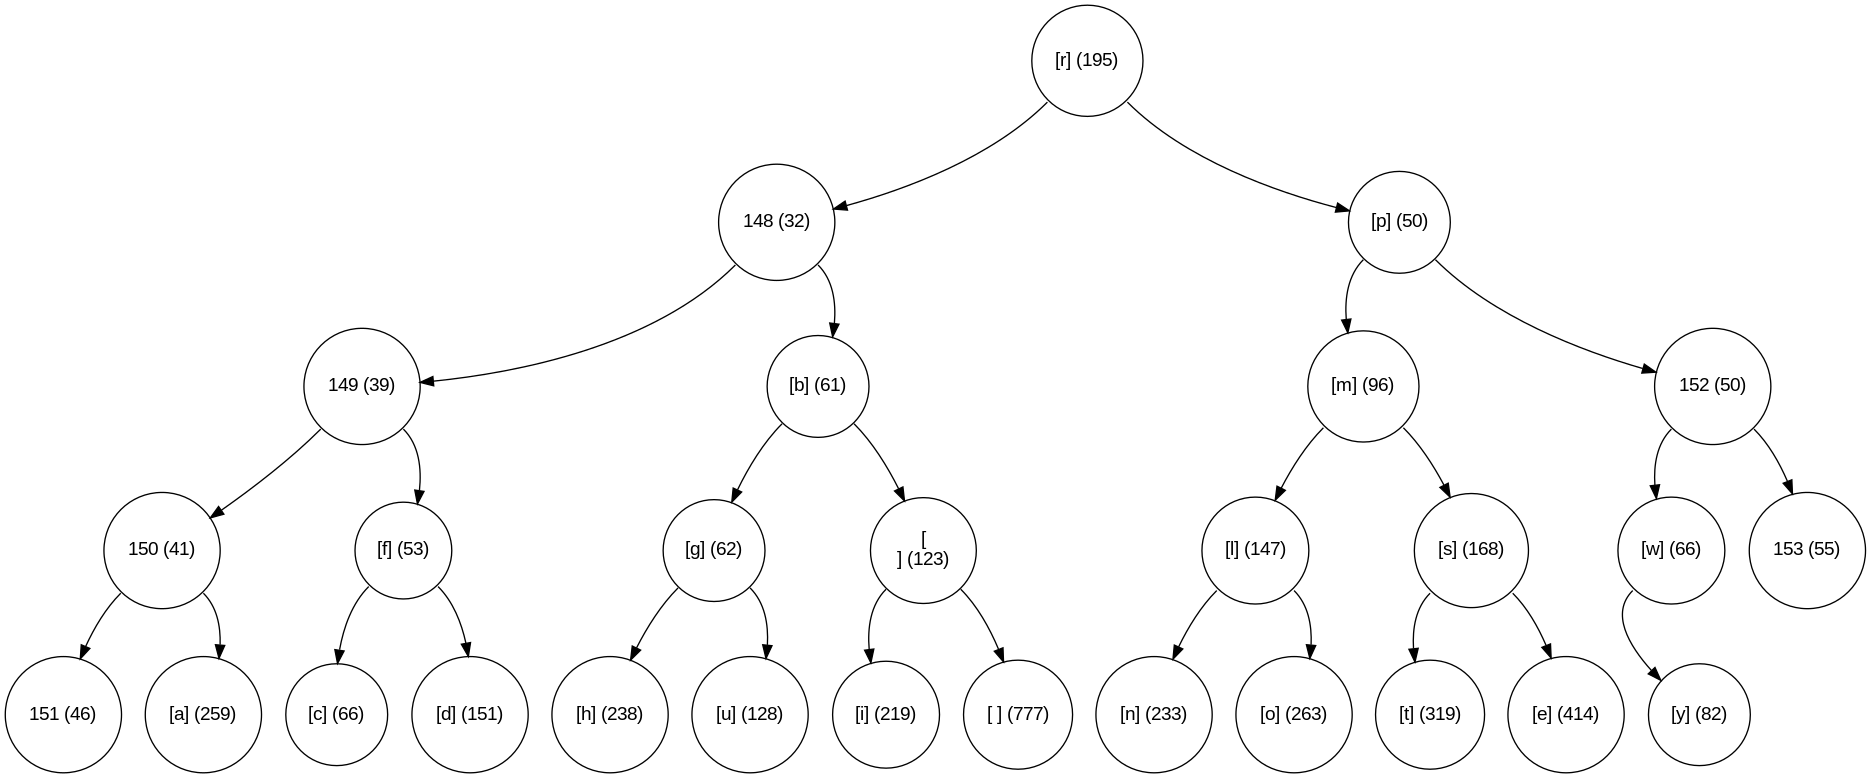 [r] (195)
148 (32)
[p] (50)
149 (39)
[b] (61)
[m] (96)
152 (50)
150 (41)
[f] (53)
[g] (62)
[
] (123)
[l] (147)
[s] (168)
[w] (66)
153 (55)
151 (46)
[a] (259)
[c] (66)
[d] (151)
[h] (238)
[u] (128)
[i] (219)
[ ] (777)
[n] (233)
[o] (263)
[t] (319)
[e] (414)
[y] (82)